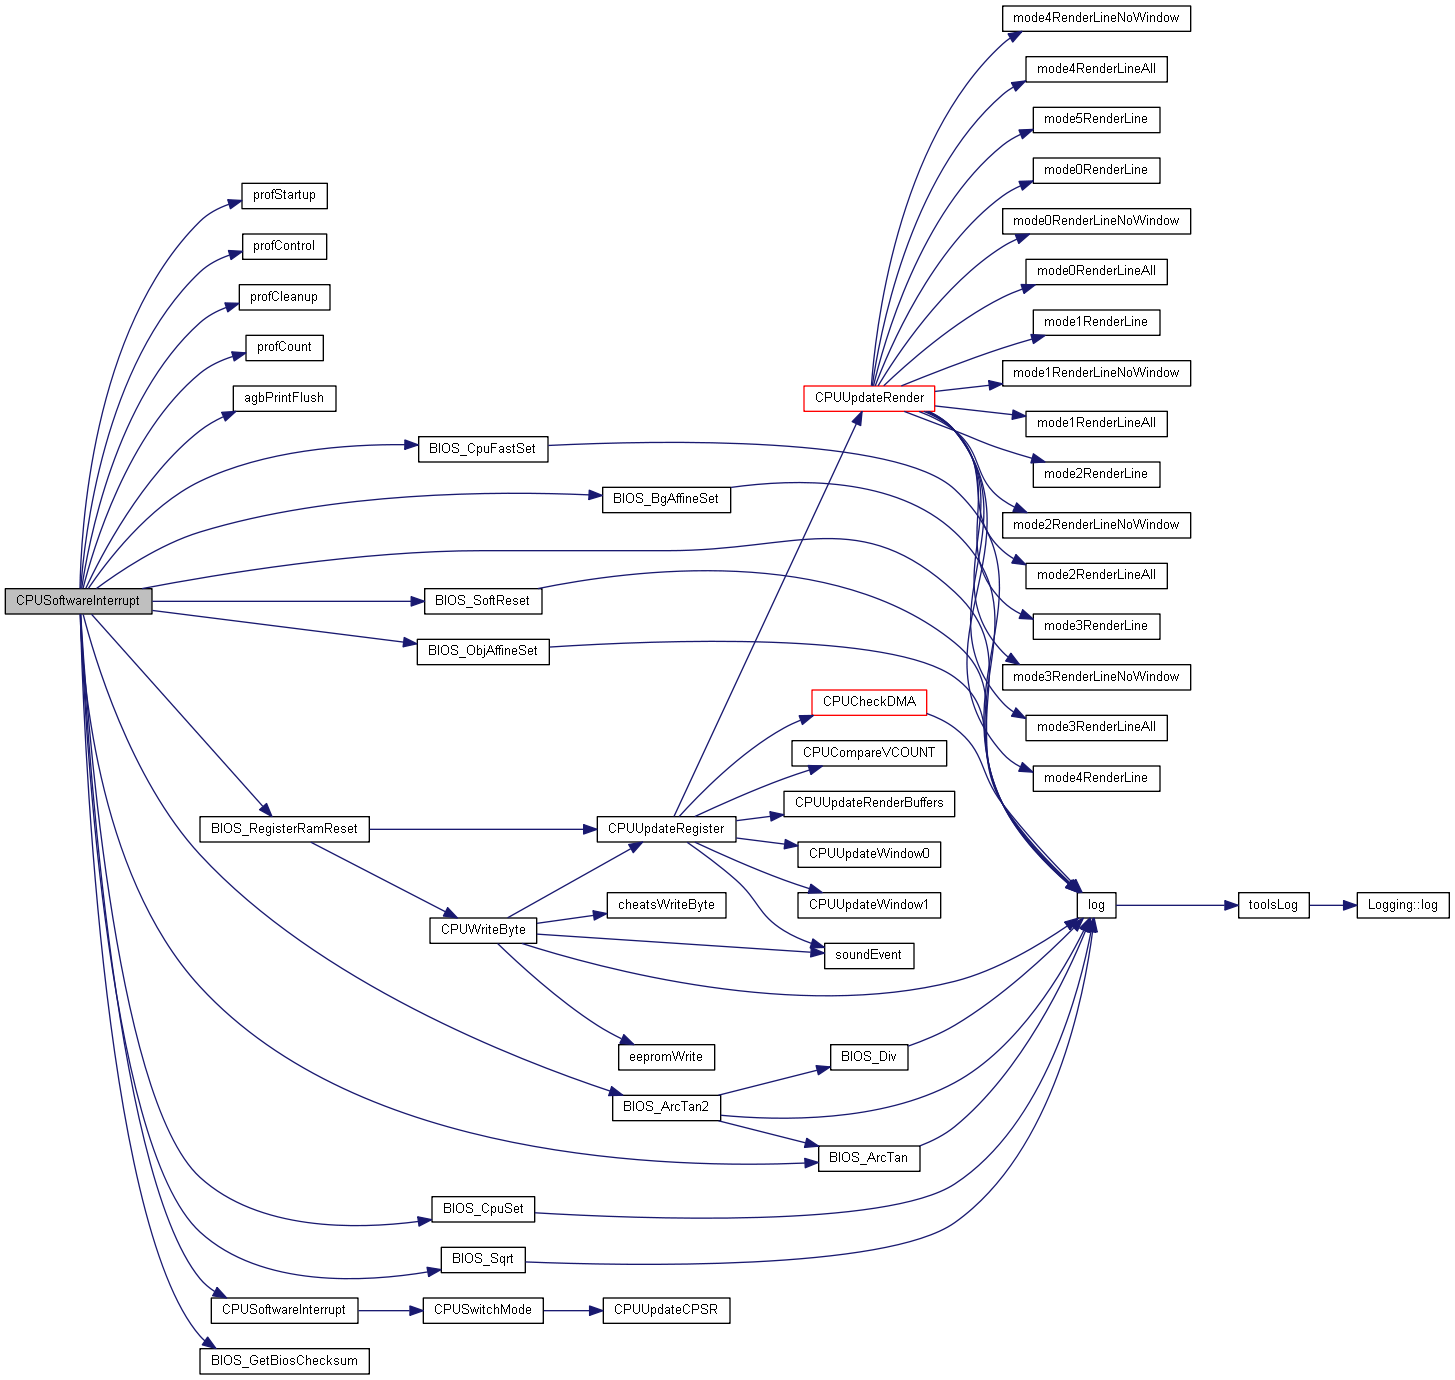 mode4RenderLineNoWindow
mode4RenderLineAll
mode5RenderLine
mode0RenderLine
profStartup
mode0RenderLineNoWindow
profControl
mode0RenderLineAll
profCleanup
mode1RenderLine
profCount
mode1RenderLineNoWindow
agbPrintFlush
CPUUpdateRender
mode1RenderLineAll
BIOS_CpuFastSet
mode2RenderLine
BIOS_BgAffineSet
mode2RenderLineNoWindow
mode2RenderLineAll
CPUSoftwareInterrupt
BIOS_SoftReset
mode3RenderLine
BIOS_ObjAffineSet
mode3RenderLineNoWindow
CPUCheckDMA
mode3RenderLineAll
CPUCompareVCOUNT
mode4RenderLine
CPUUpdateRenderBuffers
BIOS_RegisterRamReset
CPUUpdateRegister
CPUUpdateWindow0
cheatsWriteByte
CPUUpdateWindow1
log
toolsLog
Logging::log
CPUWriteByte
soundEvent
eepromWrite
BIOS_Div
BIOS_ArcTan2
BIOS_ArcTan
BIOS_CpuSet
BIOS_Sqrt
CPUSoftwareInterrupt
CPUSwitchMode
CPUUpdateCPSR
BIOS_GetBiosChecksum